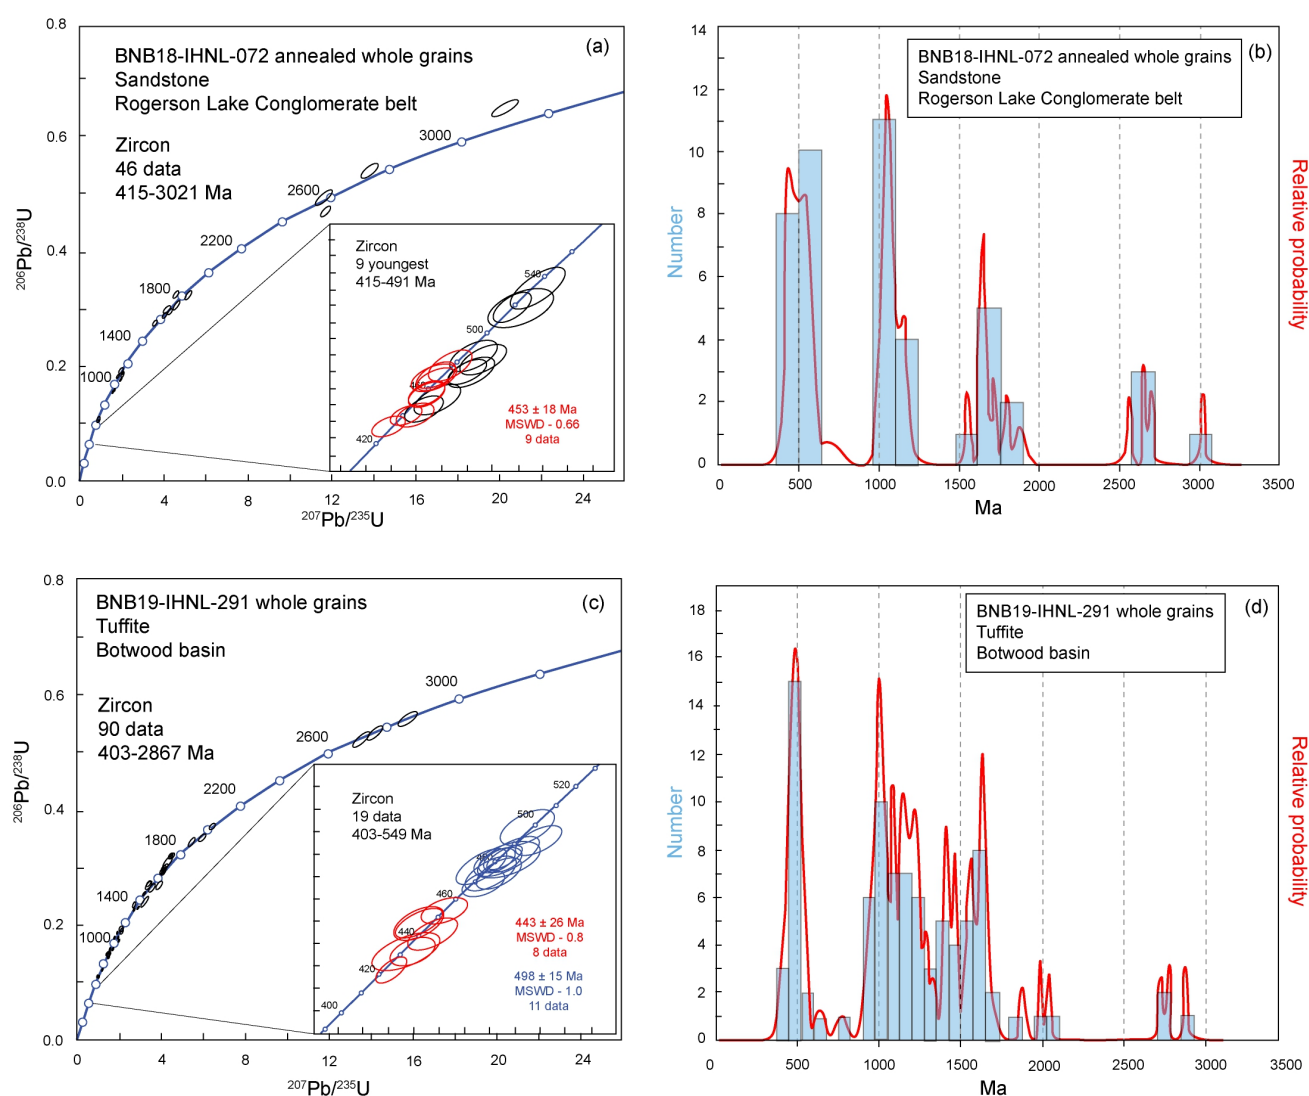 (a)
BNB18-IHNL-072 annealed whole grains
Sandstone
Rogerson Lake Conglomerate belt
Zircon
46 data
415-3021 Ma
0.8
0.6
0.4
0.2
0.0
206Pb/238U
3000
2600
2200
1800
1400
1000
Zircon
9 youngest
415-491 Ma
540
500
460
420
453 ± 18 Ma
MSWD - 0.66
9 data
0 4 8 12 16 20 24
207Pb/235U
(b)
BNB18-IHNL-072 annealed whole grains
Sandstone
Rogerson Lake Conglomerate belt
14
12
10
8
6
4
2
0
Number
Relative probability
0 500 1000 1500 2000 2500 3000 3500
Ma
(c)
BNB19-IHNL-291 whole grains
Tuffite
Botwood basin
Zircon
90 data
403-2867 Ma
0.8
0.6
0.4
0.2
0.0
206Pb/238U
3000
2600
2200
1800
1400
1000
Zircon
19 data
403-549 Ma
520
500
460
440
420
400
443 ± 26 Ma
MSWD - 0.8
8 data
498 ± 15 Ma
MSWD - 1.0
11 data
0 4 8 12 16 20 24
207Pb/235U
(d)
BNB19-IHNL-291 whole grains
Tuffite
Botwood basin
18
16
14
12
10
8
6
4
2
0
Number
Relative probability
0 500 1000 1500 2000 2500 3000 3500
Ma